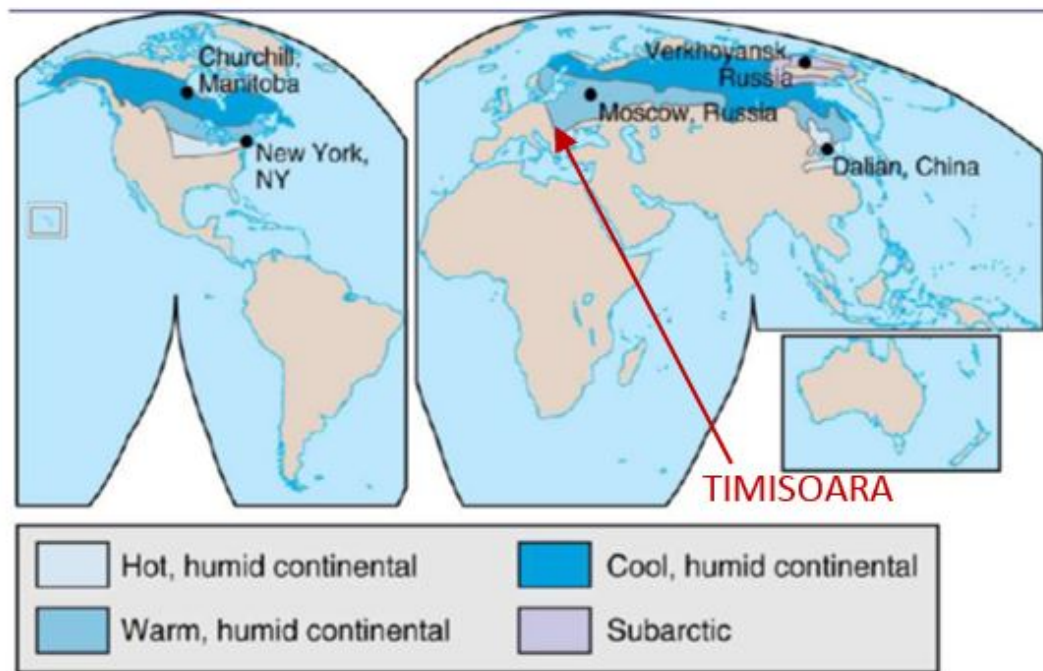 Churchill,
Manitoba
New York,
NY
Verkhoyansk,
Russia
Moscow, Russia
Dalian, China
TIMISOARA
Hot, humid continental
Cool, humid continental
Warm, humid continental
Subarctic